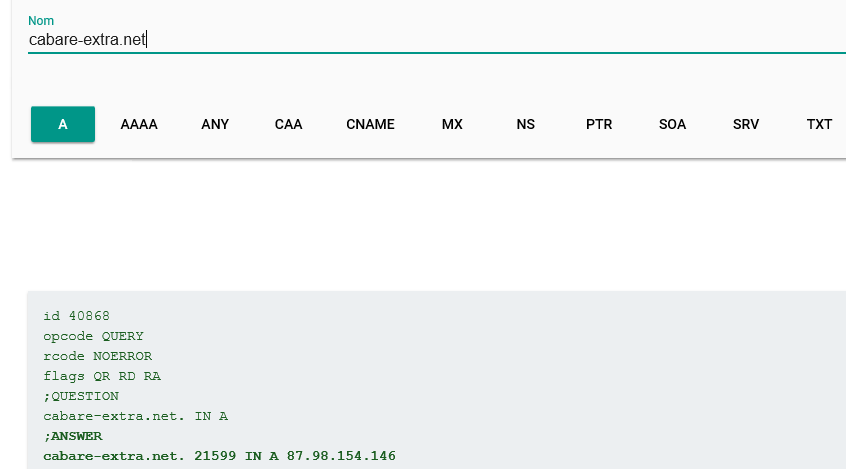 Nom
cabare-extra.net
A AAAA ANY CAA CNAME MX NS PTR SOA SRV TXT
id 40868
opcode QUERY
rcode NOERROR
flags QR RD RA
;QUESTION
cabare-extra.net. IN A
;ANSWER
cabare-extra.net. 21599 IN A 87.98.154.146